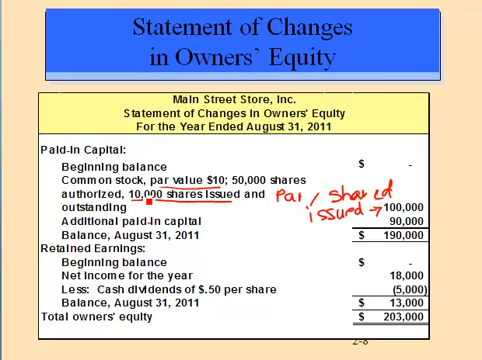 Statement of Changes
in Owners' Equity
Main Street Store, Inc.
Statement of Changes In Owners' Equity
For the Year Ended August 31, 2011
Paid-In Capital:
Beginning balance $ -
Common stock, par value $10; 50,000 shares
authorized, 10,000 shares issued and Par / shared
outstanding issued → 100,000
Additional paid-in capital 90,000
Balance, August 31, 2011 $ 190,000
Retained Earnings:
Beginning balance $ -
Net Income for the year 18,000
Less: Cash dividends of $.50 per share (5,000)
Balance, August 31, 2011 $ 13,000
Total owners' equity $ 203,000
2-8